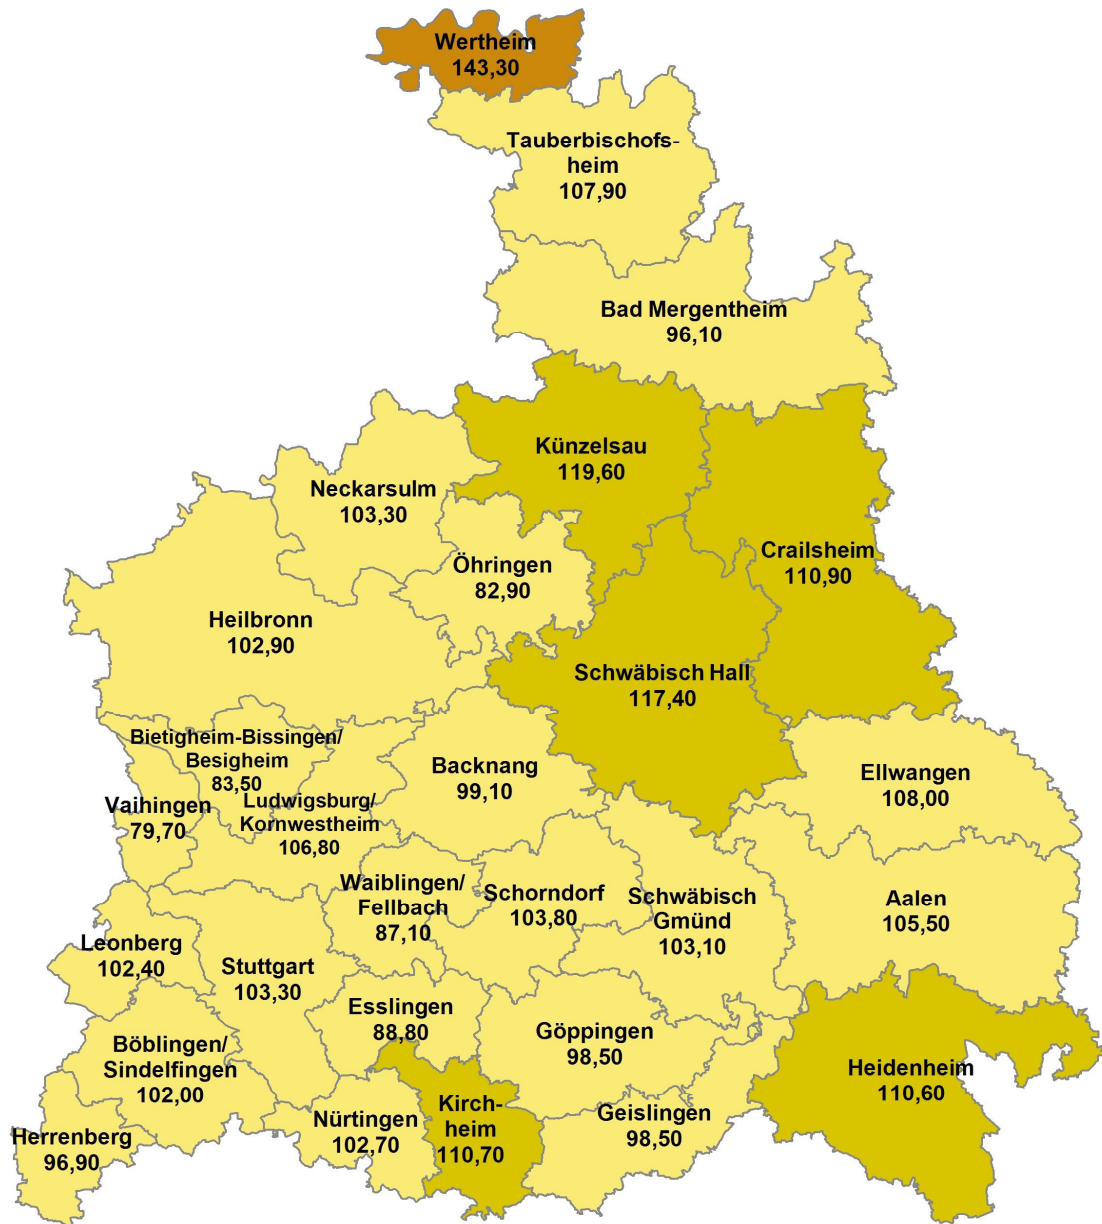 Wertheim
143,30
Tauberbischofs-
heim
107,90
Bad Mergentheim
96,10
Künzelsau
119,60
Neckarsulm
103,30
Crailsheim
110,90
Öhringen
82,90
Heilbronn
102,90
Schwäbisch Hall
117,40
Bietigheim-Bissingen/
Besigheim
83,50
Backnang
99,10
Ellwangen
108,00
Vaihingen
79,70
Ludwigsburg/
Kornwestheim
106,80
Waiblingen/
Fellbach
87,10
Schorndorf
103,80
Schwäbisch
Gmünd
103,10
Aalen
105,50
Leonberg
102,40
Stuttgart
103,30
Esslingen
88,80
Göppingen
98,50
Böblingen/
Sindelfingen
102,00
Heidenheim
110,60
Kirch-
heim
110,70
Geislingen
98,50
Nürtingen
102,70
Herrenberg
96,90